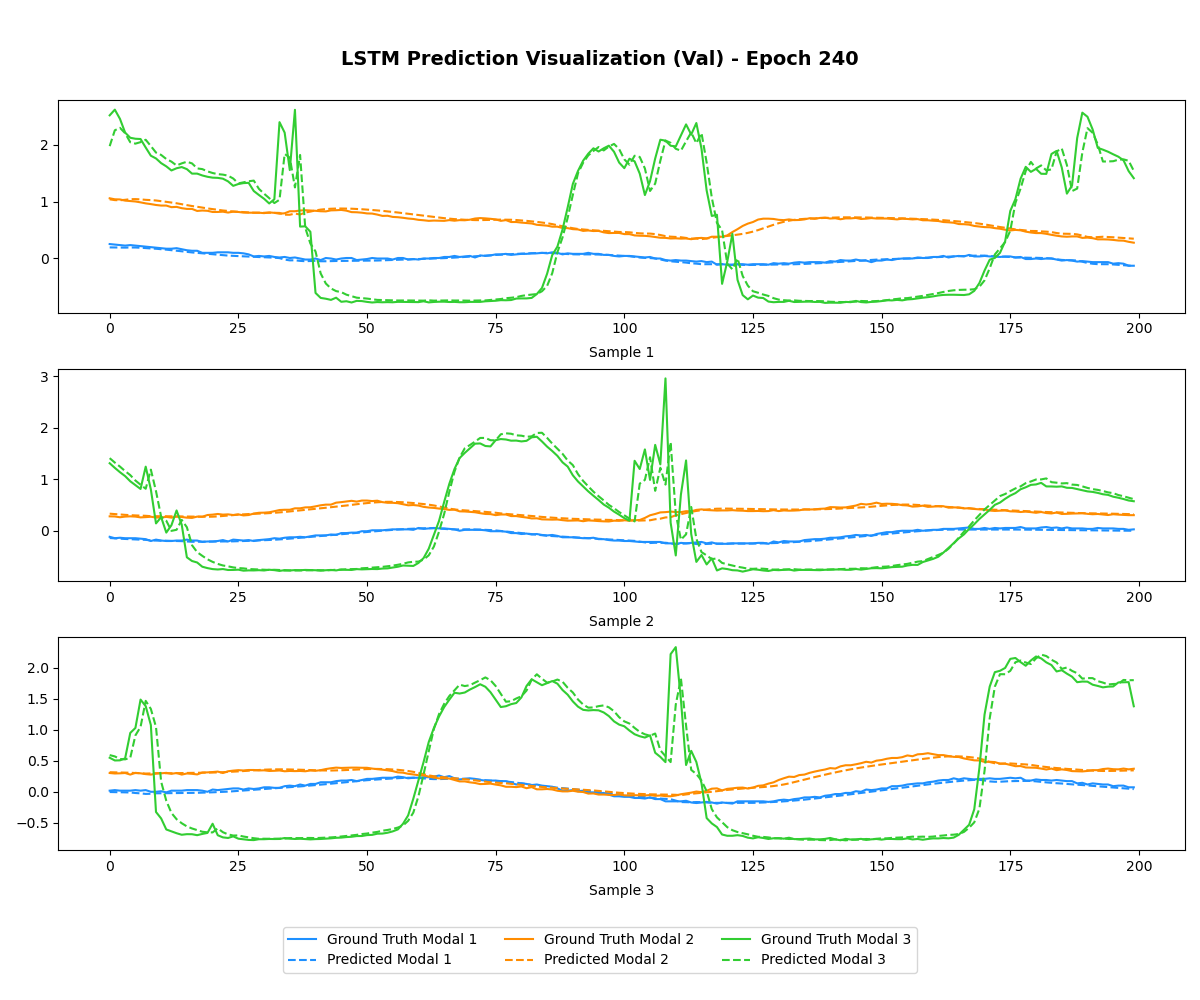 LSTM Prediction Visualization (Val) - Epoch 240
2
1
0
0 25 50 75 100 125 150 175 200
Sample 1
3
2
1
0
0 25 50 75 100 125 150 175 200
Sample 2
2.0
1.5
1.0
0.5
0.0
−0.5
0 25 50 75 100 125 150 175 200
Sample 3
Ground Truth Modal 1 Ground Truth Modal 2 Ground Truth Modal 3
Predicted Modal 1 Predicted Modal 2 Predicted Modal 3